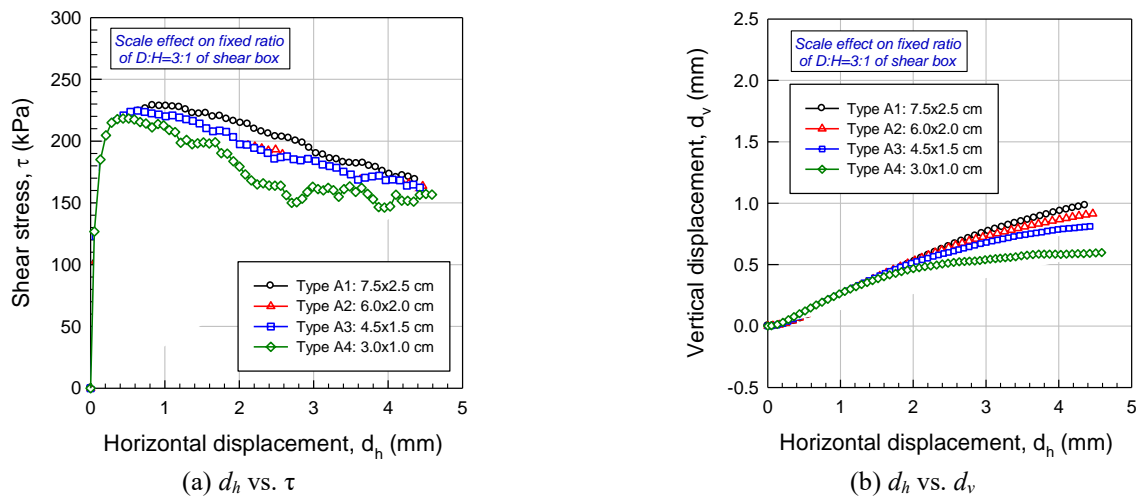 300
250
200
150
100
50
0
Shear stress, τ (kPa)
Scale effect on fixed ratio
of D:H=3:1 of shear box
Type A1: 7.5x2.5 cm
Type A2: 6.0x2.0 cm
Type A3: 4.5x1.5 cm
Type A4: 3.0x1.0 cm
0 1 2 3 4 5
Horizontal displacement, d_h (mm)
(a) d_h vs. τ
2.5
2.0
1.5
1.0
0.5
0.0
-0.5
Vertical displacement, d_v (mm)
Scale effect on fixed ratio
of D:H=3:1 of shear box
Type A1: 7.5x2.5 cm
Type A2: 6.0x2.0 cm
Type A3: 4.5x1.5 cm
Type A4: 3.0x1.0 cm
0 1 2 3 4 5
Horizontal displacement, d_h (mm)
(b) d_h vs. d_v